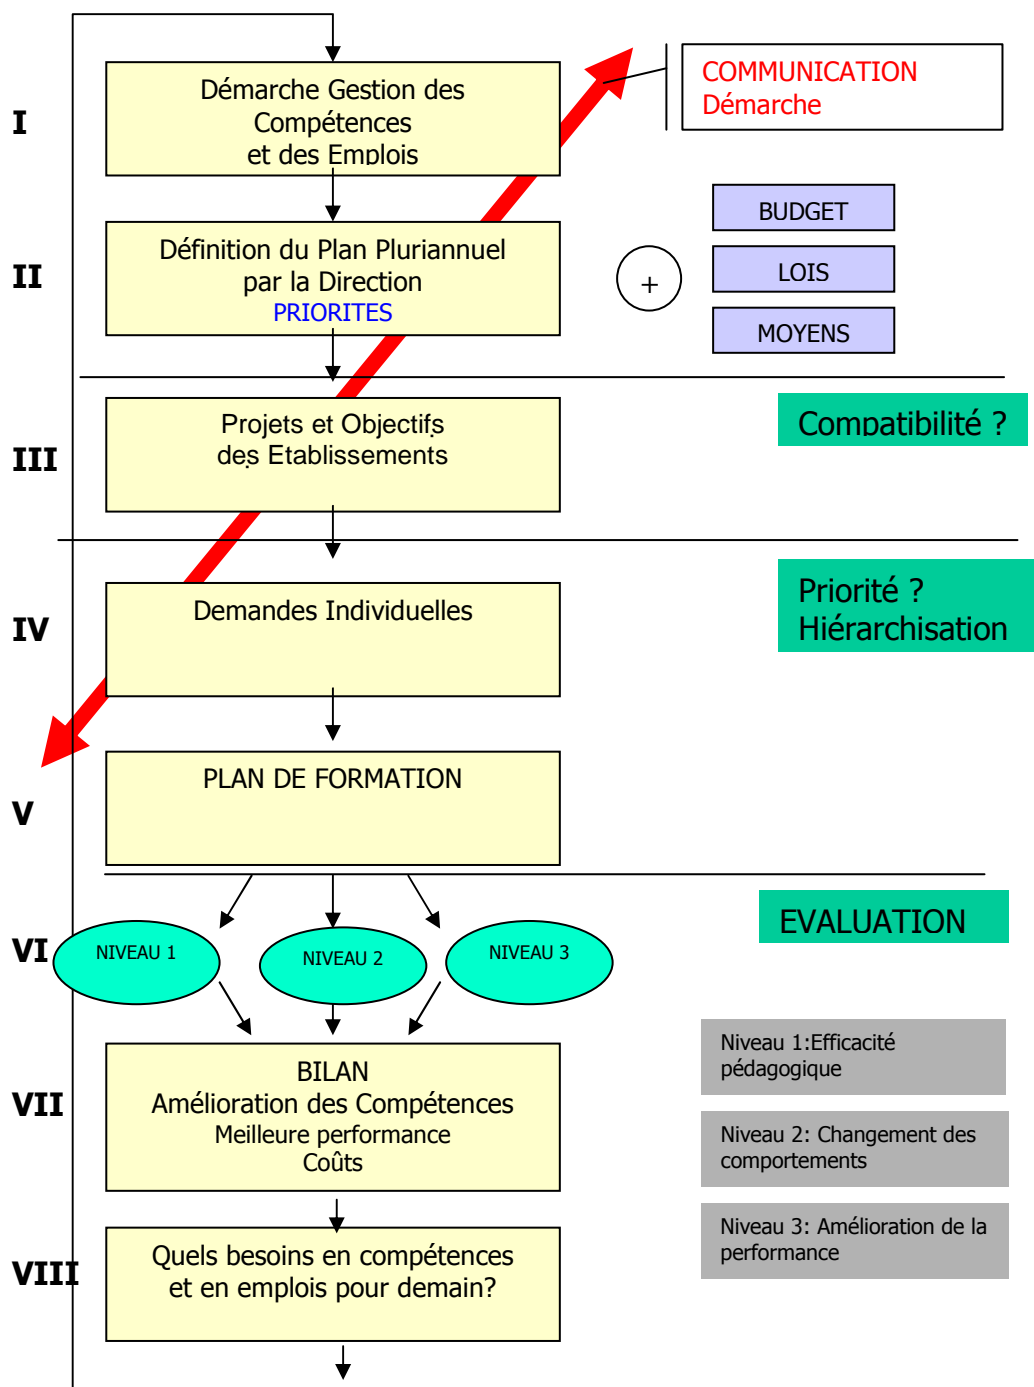 I
Démarche Gestion des
Compétences
et des Emplois
COMMUNICATION
Démarche
II
Définition du Plan Pluriannuel
par la Direction
PRIORITES
+
BUDGET
LOIS
MOYENS
III
Projets et Objectifs
des Etablissements
Compatibilité ?
IV
Demandes Individuelles
Priorité ?
Hiérarchisation
V
PLAN DE FORMATION
VI
NIVEAU 1
NIVEAU 2
NIVEAU 3
EVALUATION
VII
BILAN
Amélioration des Compétences
Meilleure performance
Coûts
Niveau 1:Efficacité
pédagogique
Niveau 2: Changement des
comportements
Niveau 3: Amélioration de la
performance
VIII
Quels besoins en compétences
et en emplois pour demain?